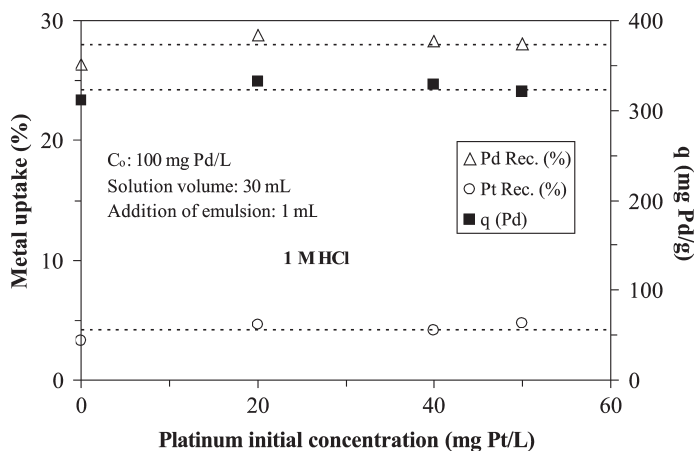 30
20
10
0
Metal uptake (%)
C₀: 100 mg Pd/L
Solution volume: 30 mL
Addition of emulsion: 1 mL
1 M HCl
Pd Rec. (%)
Pt Rec. (%)
q (Pd)
400
300
200
100
0
q (mg Pd/g)
0 20 40 60
Platinum initial concentration (mg Pt/L)